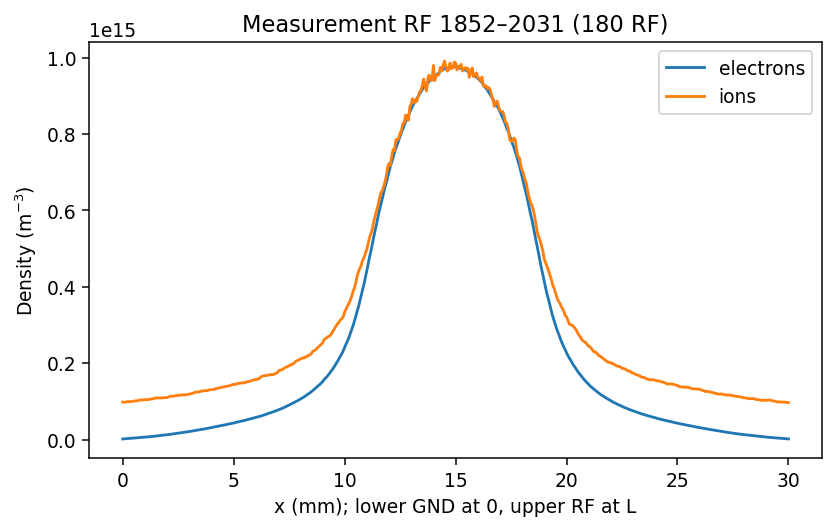 Measurement RF 1852–2031 (180 RF)
1e15
electrons
ions
1.0
0.8
0.6
0.4
0.2
0.0
Density (m⁻³)
0 5 10 15 20 25 30
x (mm); lower GND at 0, upper RF at L